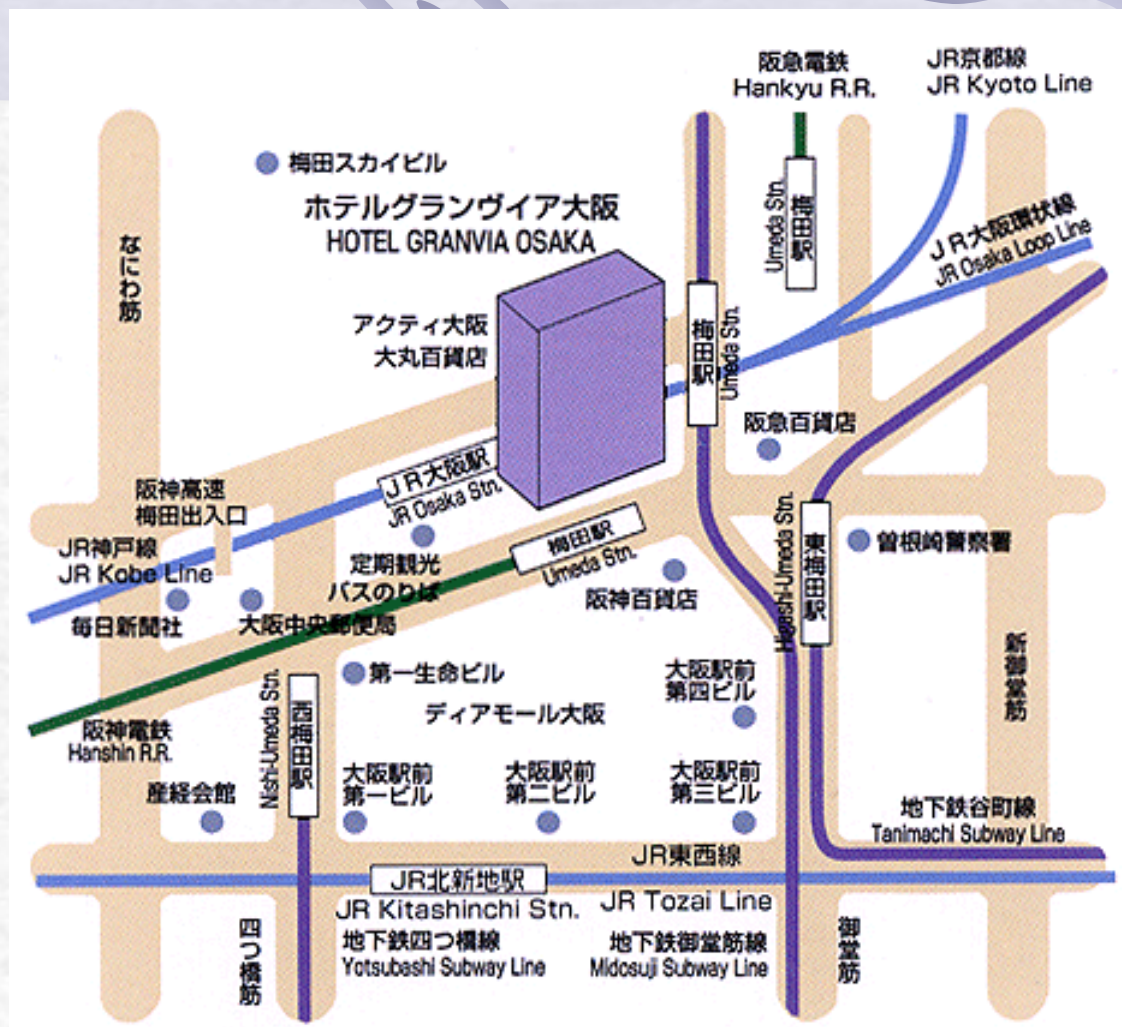 阪急電鉄
Hankyu R.R.
JR京都線
JR Kyoto Line
梅田スカイビル
ホテルグランヴィア大阪
HOTEL GRANVIA OSAKA
なにわ筋
アクティ大阪
大丸百貨店
梅田駅
Umeda Stn.
梅田駅
Umeda Stn.
JR大阪環状線
JR Osaka Loop Line
阪急百貨店
JR大阪駅
JR Osaka Stn.
阪神高速
梅田出入口
JR神戸線
JR Kobe Line
定期観光
バスのりば
梅田駅
Umeda Stn.
阪神百貨店
東梅田駅
Higashi-Umeda Stn.
曽根崎警察署
毎日新聞社
大阪中央郵便局
第一生命ビル
ディアモール大阪
大阪駅前
第四ビル
新御堂筋
阪神電鉄
Hanshin R.R.
西梅田駅
Nishi-Umeda Stn.
産経会館
大阪駅前
第一ビル
大阪駅前
第二ビル
大阪駅前
第三ビル
地下鉄谷町線
Tanimachi Subway Line
JR東西線
JR北新地駅
JR Kitashinchi Stn.
JR Tozai Line
四つ橋筋
地下鉄四つ橋線
Yotsubashi Subway Line
地下鉄御堂筋線
Midosuji Subway Line
御堂筋